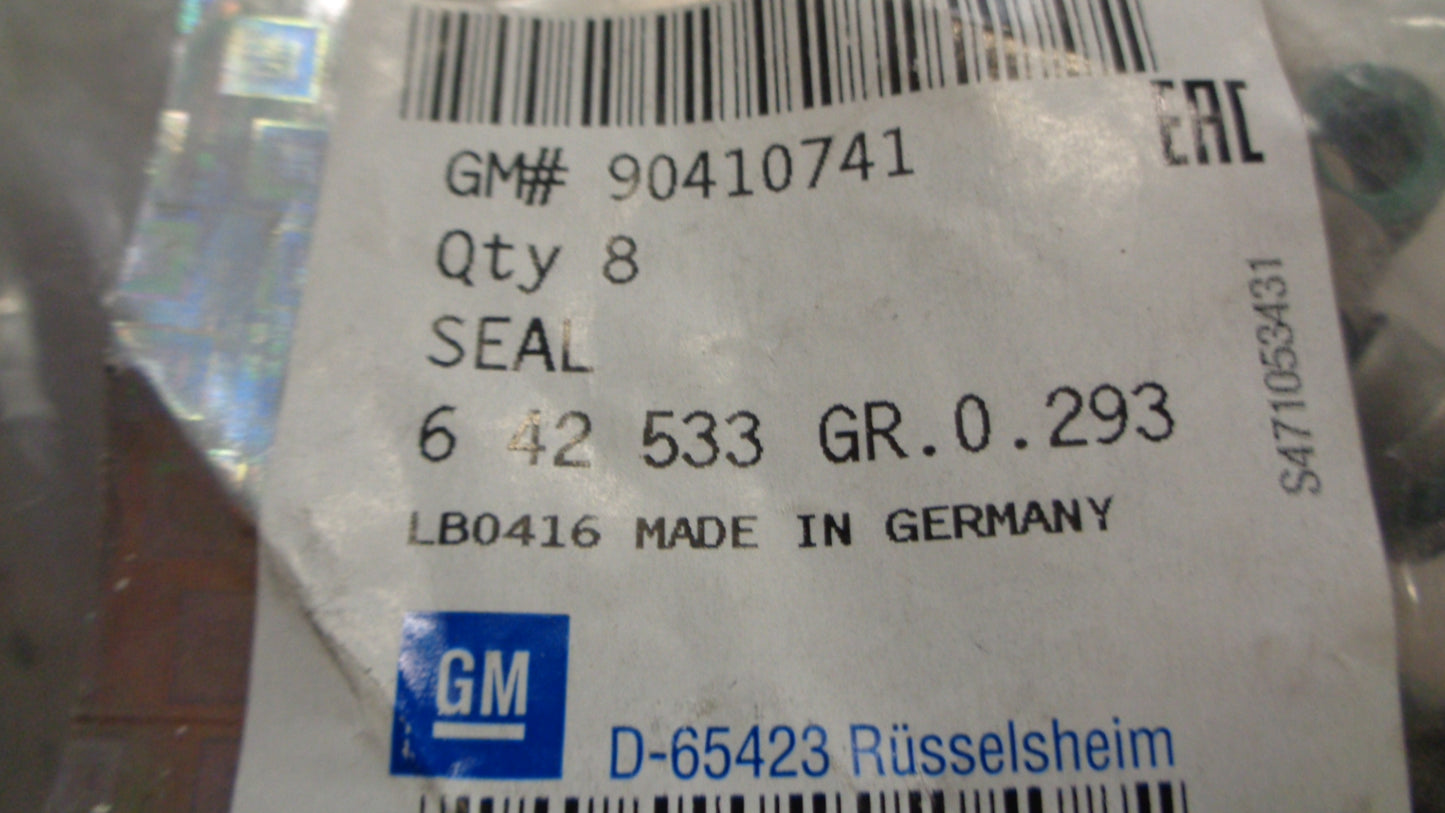 GM# 90410741
EAC
Qty 8
SEAL
6 42 533 GR.0.293
LB0416 MADE IN GERMANY
S471053431
GM
D-65423 Rüsselsheim